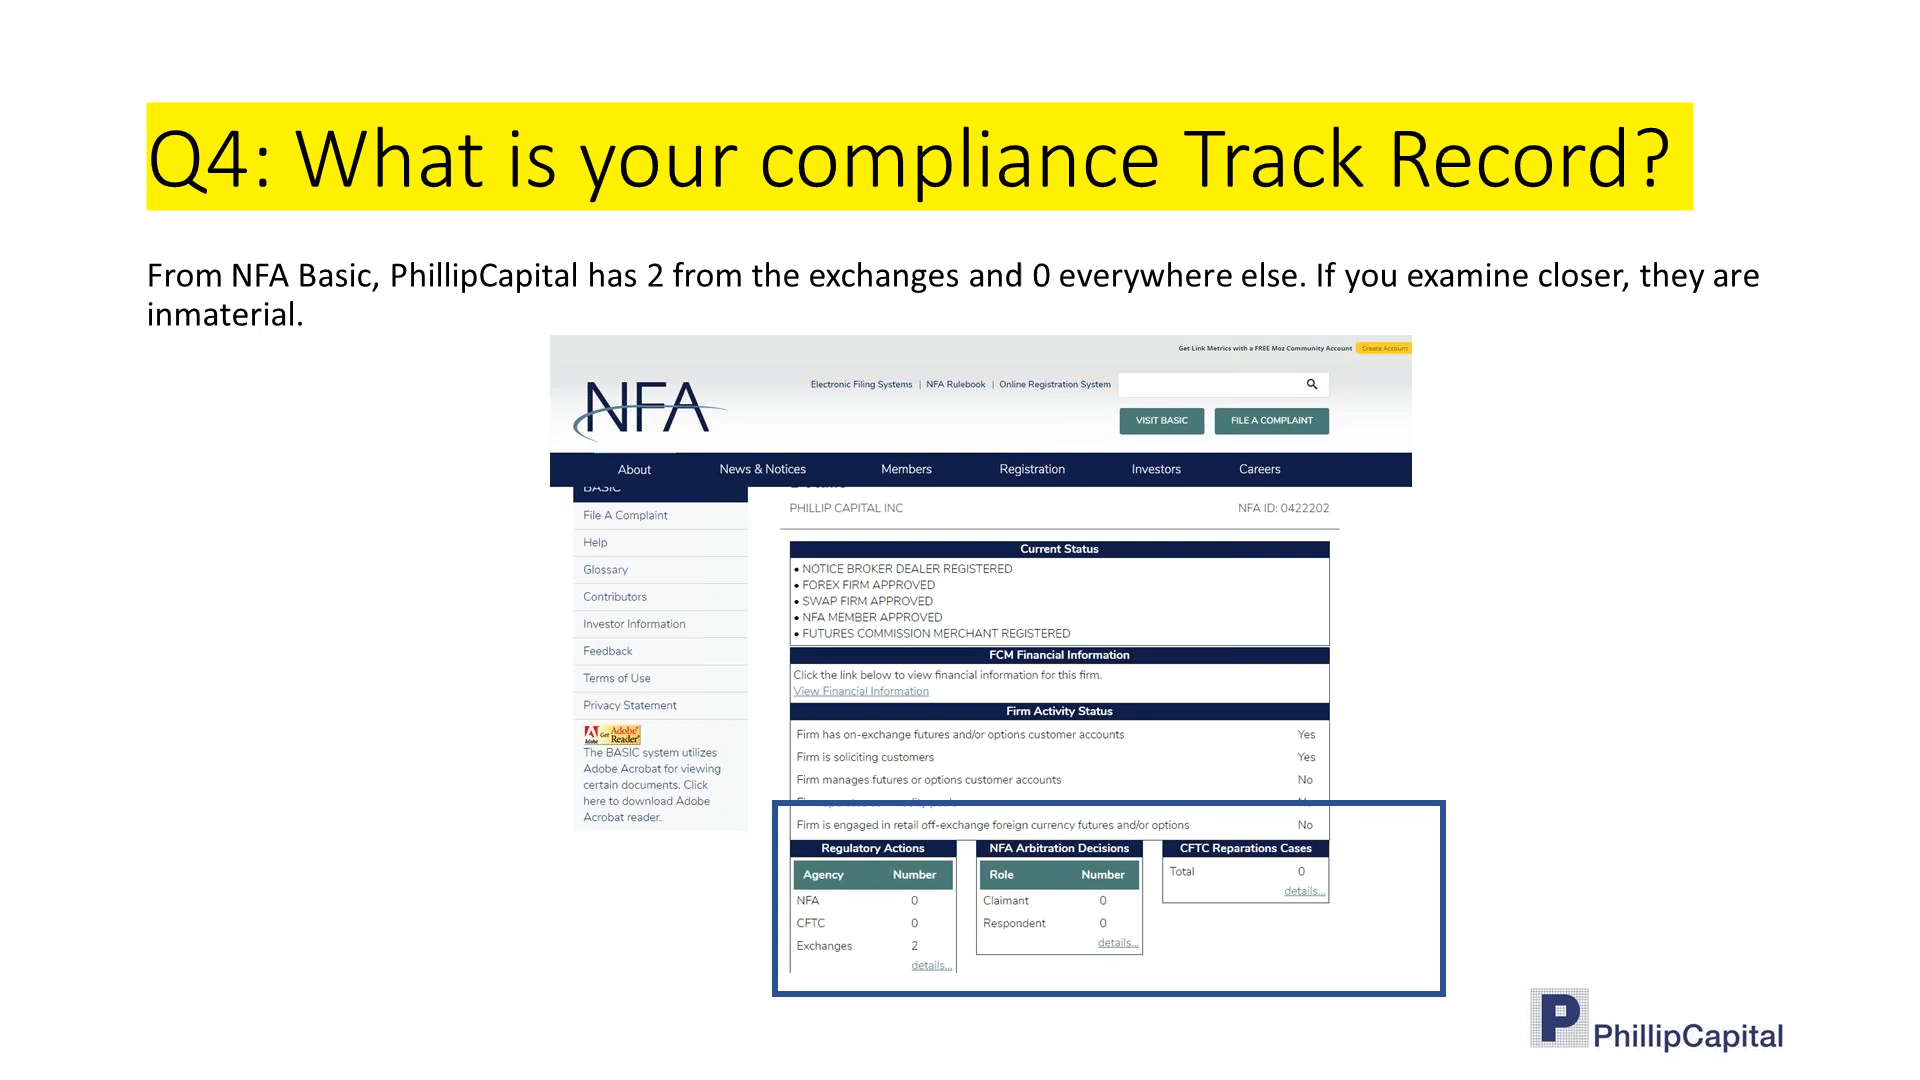 Q4: What is your compliance Track Record?
From NFA Basic, PhillipCapital has 2 from the exchanges and 0 everywhere else. If you examine closer, they are
inmaterial.
Get Link Metrics with a FREE Moz Community Account Create Account
NFA
Electronic Filing Systems | NFA Rulebook | Online Registration System
VISIT BASIC FILE A COMPLAINT
About News & Notices Members Registration Investors Careers
BASIC
File A Complaint
Help
Glossary
Contributors
Investor Information
Feedback
Terms of Use
Privacy Statement
Adobe Get Adobe Reader
The BASIC system utilizes
Adobe Acrobat for viewing
certain documents. Click
here to download Adobe
Acrobat reader.
PHILLIP CAPITAL INC NFA ID: 0422202
Current Status
• NOTICE BROKER DEALER REGISTERED
• FOREX FIRM APPROVED
• SWAP FIRM APPROVED
• NFA MEMBER APPROVED
• FUTURES COMMISSION MERCHANT REGISTERED
FCM Financial Information
Click the link below to view financial information for this firm.
View Financial Information
Firm Activity Status
Firm has on-exchange futures and/or options customer accounts Yes
Firm is soliciting customers Yes
Firm manages futures or options customer accounts No
Firm is engaged in retail off-exchange foreign currency futures and/or options No
Regulatory Actions
Agency Number
NFA 0
CFTC 0
Exchanges 2
details...
NFA Arbitration Decisions
Role Number
Claimant 0
Respondent 0
details...
CFTC Reparations Cases
Total 0
details...
P PhillipCapital